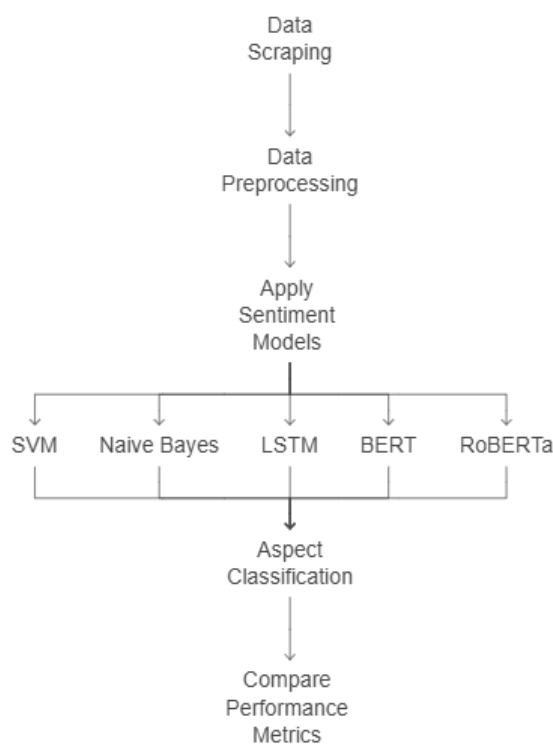 Data
Scraping
Data
Preprocessing
Apply
Sentiment
Models
SVM Naive Bayes LSTM BERT RoBERTa
Aspect
Classification
Compare
Performance
Metrics